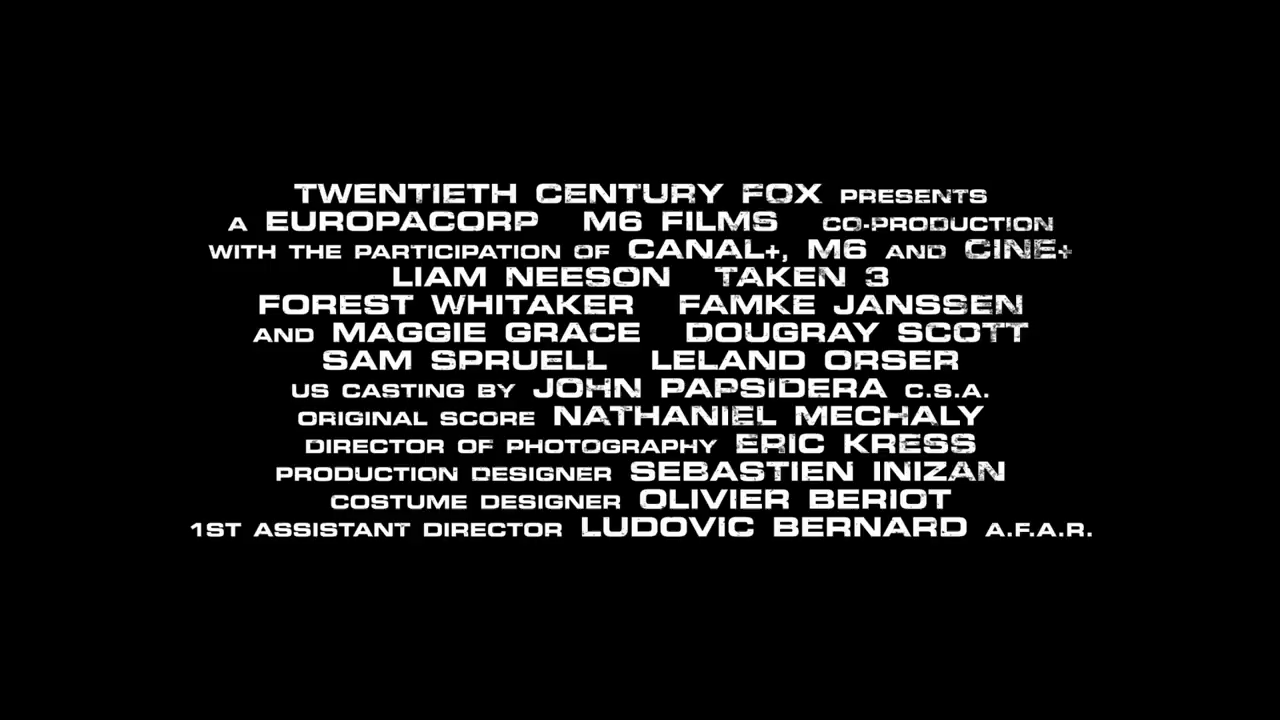 TWENTIETH CENTURY FOX PRESENTS
A EUROPACORP M6 FILMS CO-PRODUCTION
WITH THE PARTICIPATION OF CANAL+, M6 AND CINE+
LIAM NEESON TAKEN 3
FOREST WHITAKER FAMKE JANSSEN
AND MAGGIE GRACE DOUGRAY SCOTT
SAM SPRUELL LELAND ORSER
US CASTING BY JOHN PAPSIDERA C.S.A.
ORIGINAL SCORE NATHANIEL MECHALY
DIRECTOR OF PHOTOGRAPHY ERIC KRESS
PRODUCTION DESIGNER SEBASTIEN INIZAN
COSTUME DESIGNER OLIVIER BERIOT
1ST ASSISTANT DIRECTOR LUDOVIC BERNARD A.F.A.R.